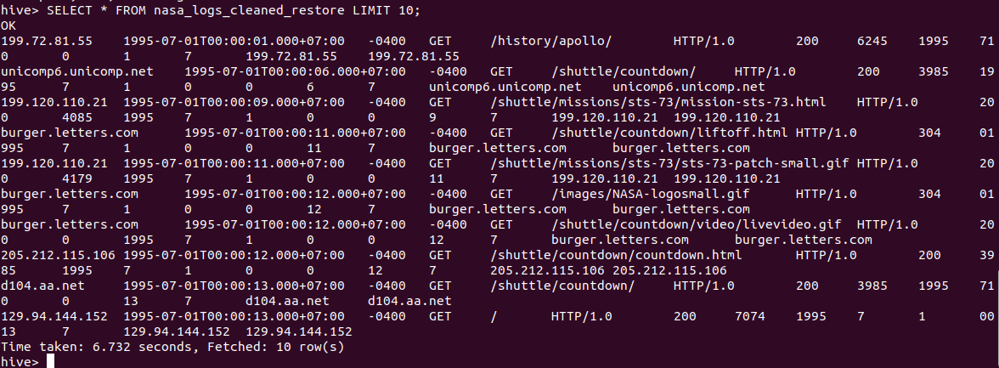 hive> SELECT * FROM nasa_logs_cleaned_restore LIMIT 10;
OK
199.72.81.55 1995-07-01T00:00:01.000+07:00 -0400 GET /history/apollo/ HTTP/1.0 200 6245 1995 71
0 0 1 7 199.72.81.55 199.72.81.55
unicomp6.unicomp.net 1995-07-01T00:00:06.000+07:00 -0400 GET /shuttle/countdown/ HTTP/1.0 200 3985 19
95 7 1 0 0 6 7 unicomp6.unicomp.net unicomp6.unicomp.net
199.120.110.21 1995-07-01T00:00:09.000+07:00 -0400 GET /shuttle/missions/sts-73/mission-sts-73.html HTTP/1.0 20
0 4085 1995 7 1 0 0 9 7 199.120.110.21 199.120.110.21
burger.letters.com 1995-07-01T00:00:11.000+07:00 -0400 GET /shuttle/countdown/liftoff.html HTTP/1.0 304 01
995 7 1 0 0 11 7 burger.letters.com burger.letters.com
199.120.110.21 1995-07-01T00:00:11.000+07:00 -0400 GET /shuttle/missions/sts-73/sts-73-patch-small.gif HTTP/1.0 20
0 4179 1995 7 1 0 0 11 7 199.120.110.21 199.120.110.21
burger.letters.com 1995-07-01T00:00:12.000+07:00 -0400 GET /images/NASA-logosmall.gif HTTP/1.0 304 01
995 7 1 0 0 12 7 burger.letters.com burger.letters.com
burger.letters.com 1995-07-01T00:00:12.000+07:00 -0400 GET /shuttle/countdown/video/livevideo.gif HTTP/1.0 20
0 0 1995 7 1 0 0 12 7 burger.letters.com burger.letters.com
205.212.115.106 1995-07-01T00:00:12.000+07:00 -0400 GET /shuttle/countdown/countdown.html HTTP/1.0 200 39
85 1995 7 1 0 0 12 7 205.212.115.106 205.212.115.106
d104.aa.net 1995-07-01T00:00:13.000+07:00 -0400 GET /shuttle/countdown/ HTTP/1.0 200 3985 1995 71
0 0 13 7 d104.aa.net d104.aa.net
129.94.144.152 1995-07-01T00:00:13.000+07:00 -0400 GET / HTTP/1.0 200 7074 1995 7 1 00
13 7 129.94.144.152 129.94.144.152
Time taken: 6.732 seconds, Fetched: 10 row(s)
hive>